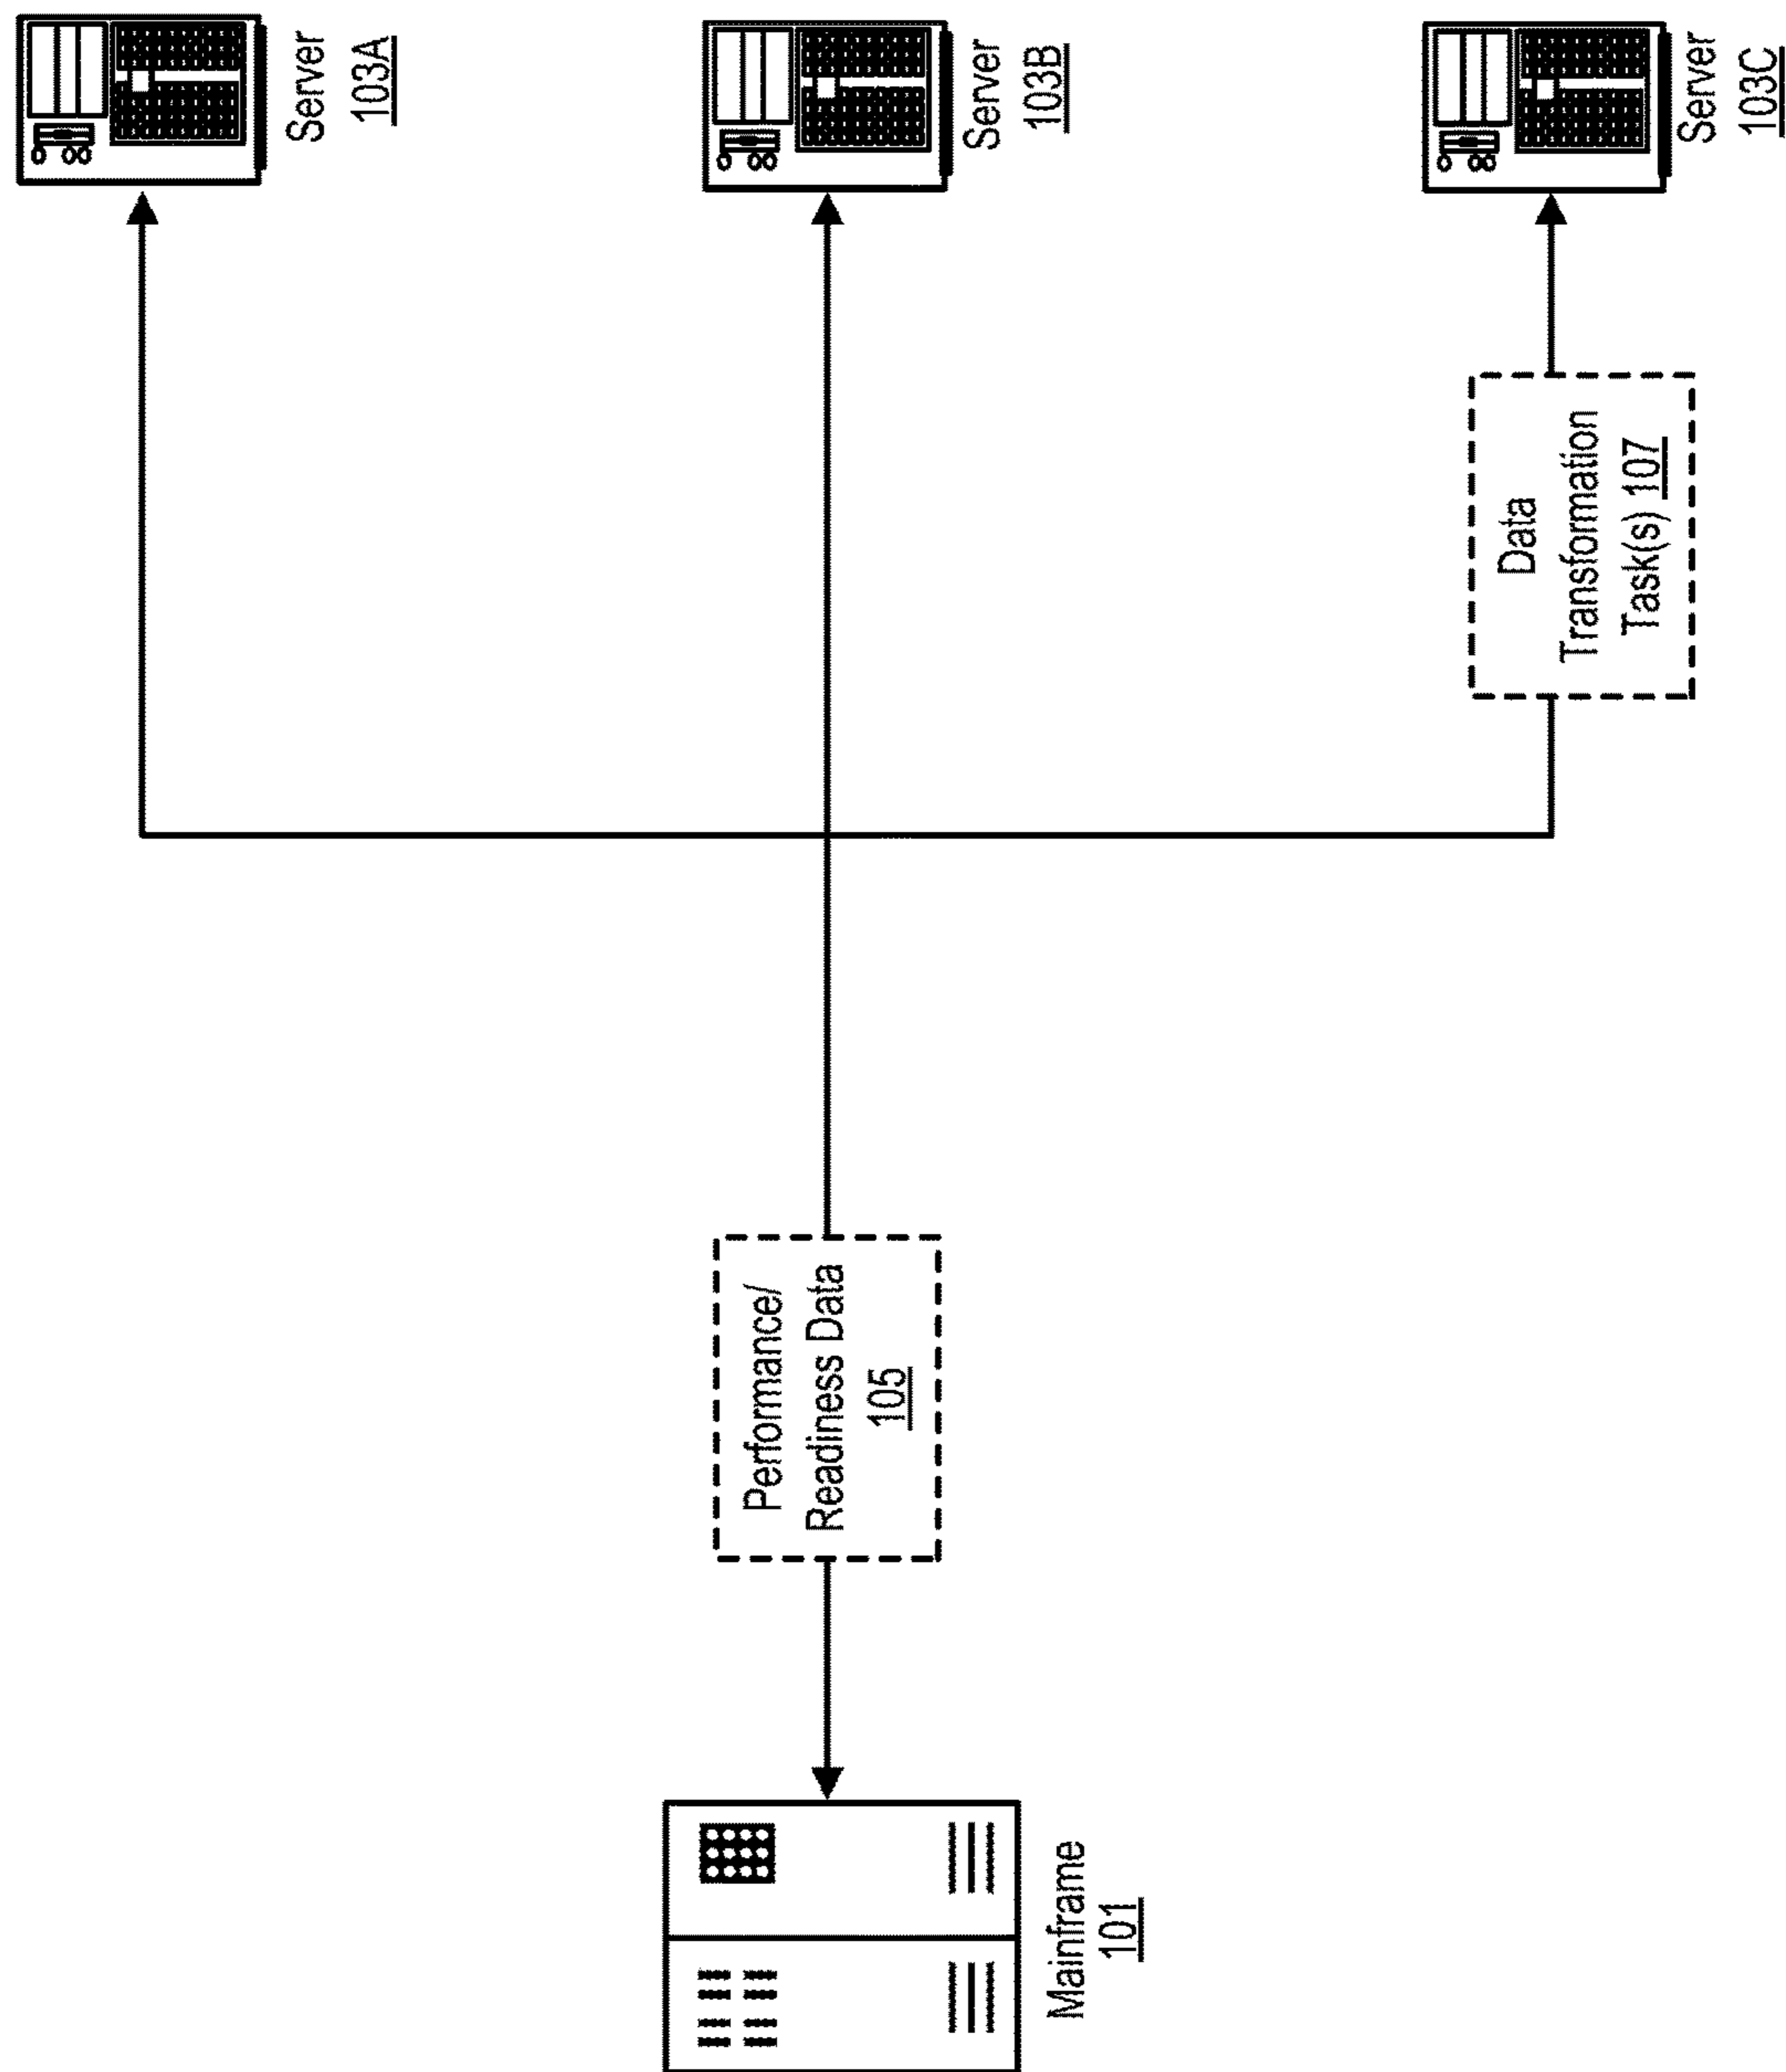 Server
103A
Server
103B
Server
103C
Data
Transformation
Task(s) 107
Performance/
Readiness Data
105
Mainframe
101